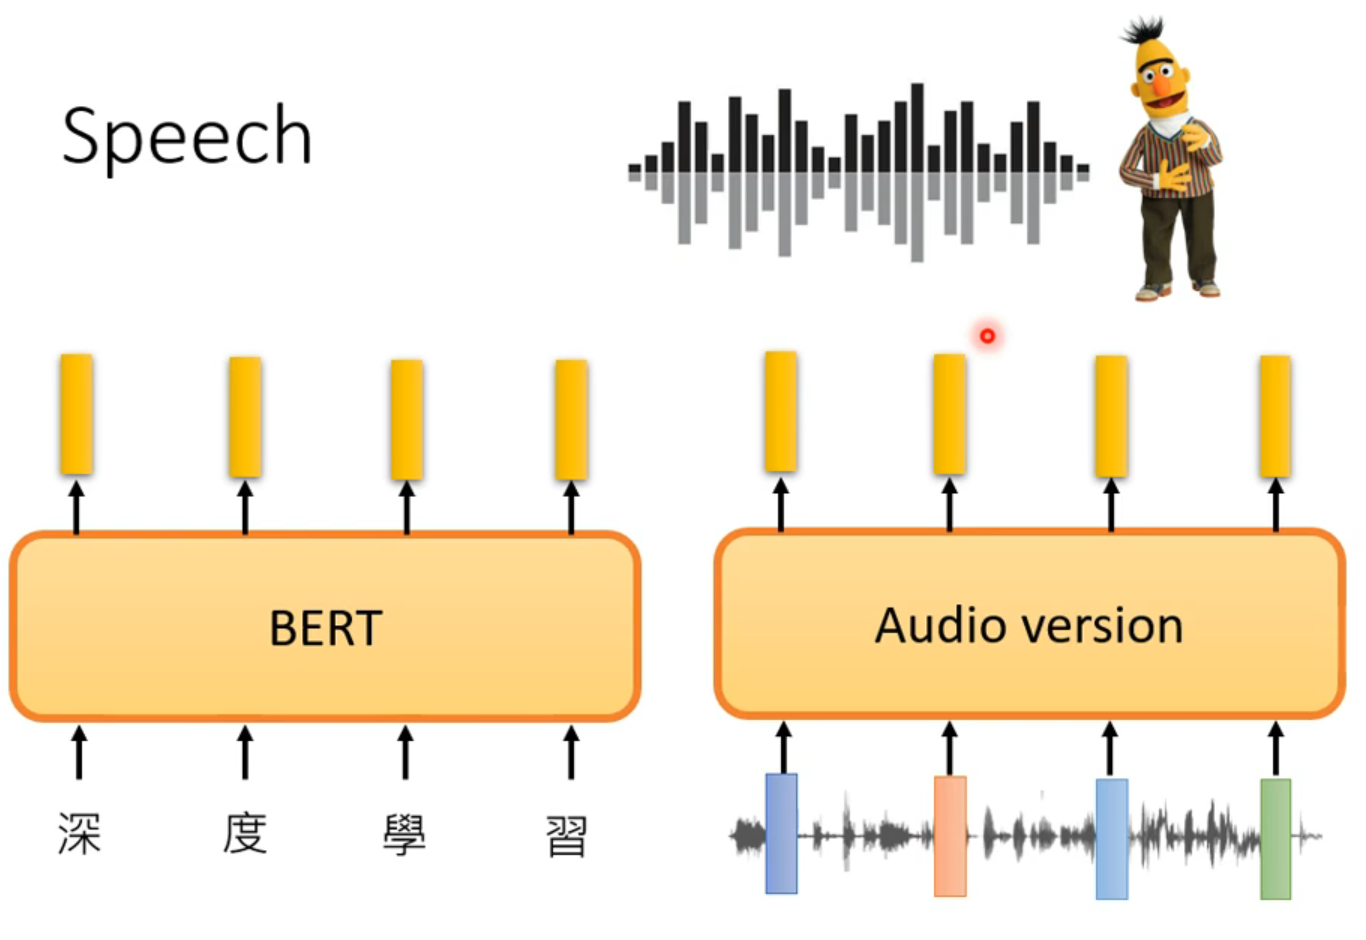 Speech
BERT
Audio version
深 度 學 習